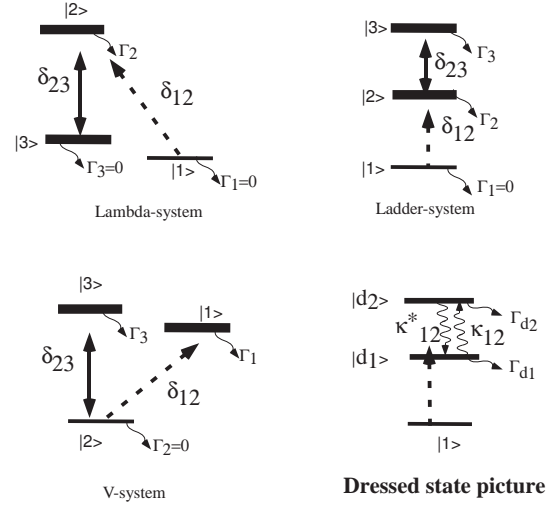 |2>
Γ2
δ23
δ12
|3>
Γ3=0
|1>
Γ1=0
Lambda-system
|3>
Γ3
δ23
|2>
Γ2
δ12
|1>
Γ1=0
Ladder-system
|3>
Γ3
|1>
Γ1
δ23
δ12
|2>
Γ2=0
V-system
|d2>
Γd2
κ*12
κ12
|d1>
Γd1
|1>
Dressed state picture